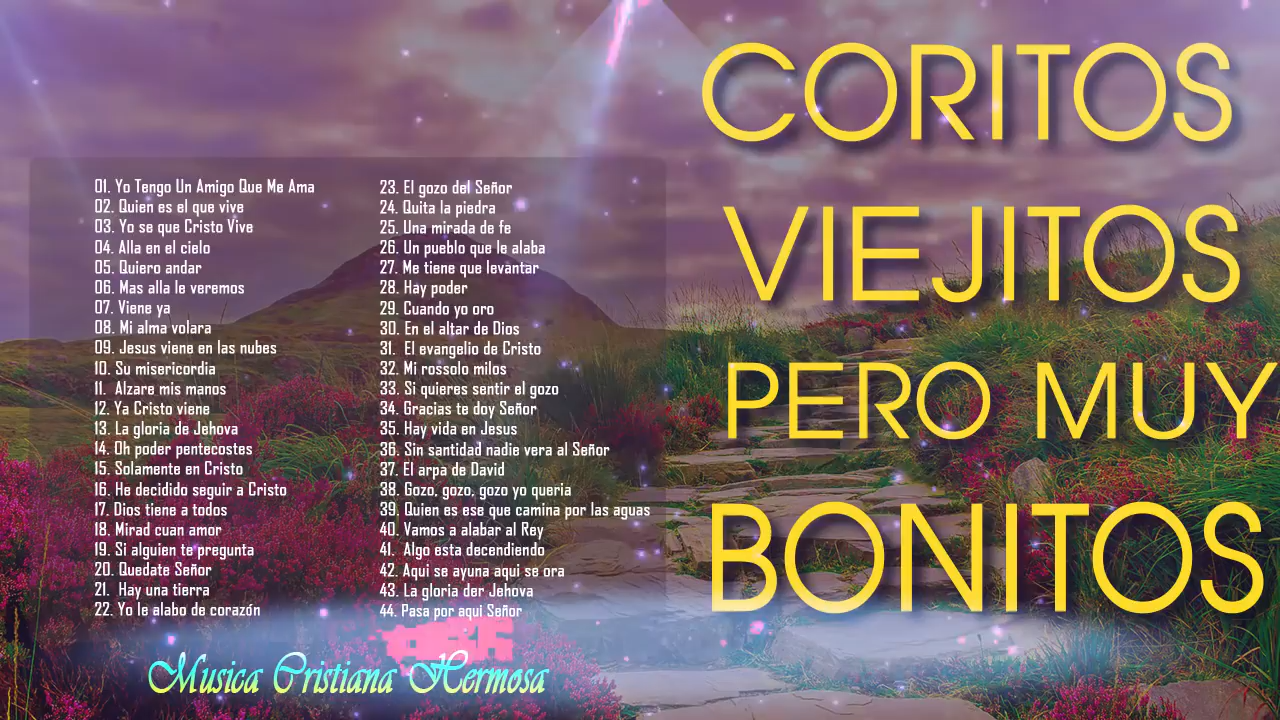 CORITOS
VIEJITOS
PERO MUY
BONITOS
01. Yo Tengo Un Amigo Que Me Ama
02. Quien es el que vive
03. Yo se que Cristo Vive
04. Alla en el cielo
05. Quiero andar
06. Mas alla le veremos
07. Viene ya
08. Mi alma volara
09. Jesus viene en las nubes
10. Su misericordia
11. Alzare mis manos
12. Ya Cristo viene
13. La gloria de Jehova
14. Oh poder pentecostes
15. Solamente en Cristo
16. He decidido seguir a Cristo
17. Dios tiene a todos
18. Mirad cuan amor
19. Si alguien te pregunta
20. Quedate Señor
21. Hay una tierra
22. Yo le alabo de corazón
23. El gozo del Señor
24. Quita la piedra
25. Una mirada de fe
26. Un pueblo que le alaba
27. Me tiene que levantar
28. Hay poder
29. Cuando yo oro
30. En el altar de Dios
31. El evangelio de Cristo
32. Mi rossolo milos
33. Si quieres sentir el gozo
34. Gracias te doy Señor
35. Hay vida en Jesus
36. Sin santidad nadie vera al Señor
37. El arpa de David
38. Gozo, gozo, gozo yo queria
39. Quien es ese que camina por las aguas
40. Vamos a alabar al Rey
41. Algo esta decendiendo
42. Aqui se ayuna aqui se ora
43. La gloria der Jehova
44. Pasa por aqui Señor
Musica Cristiana Hermosa